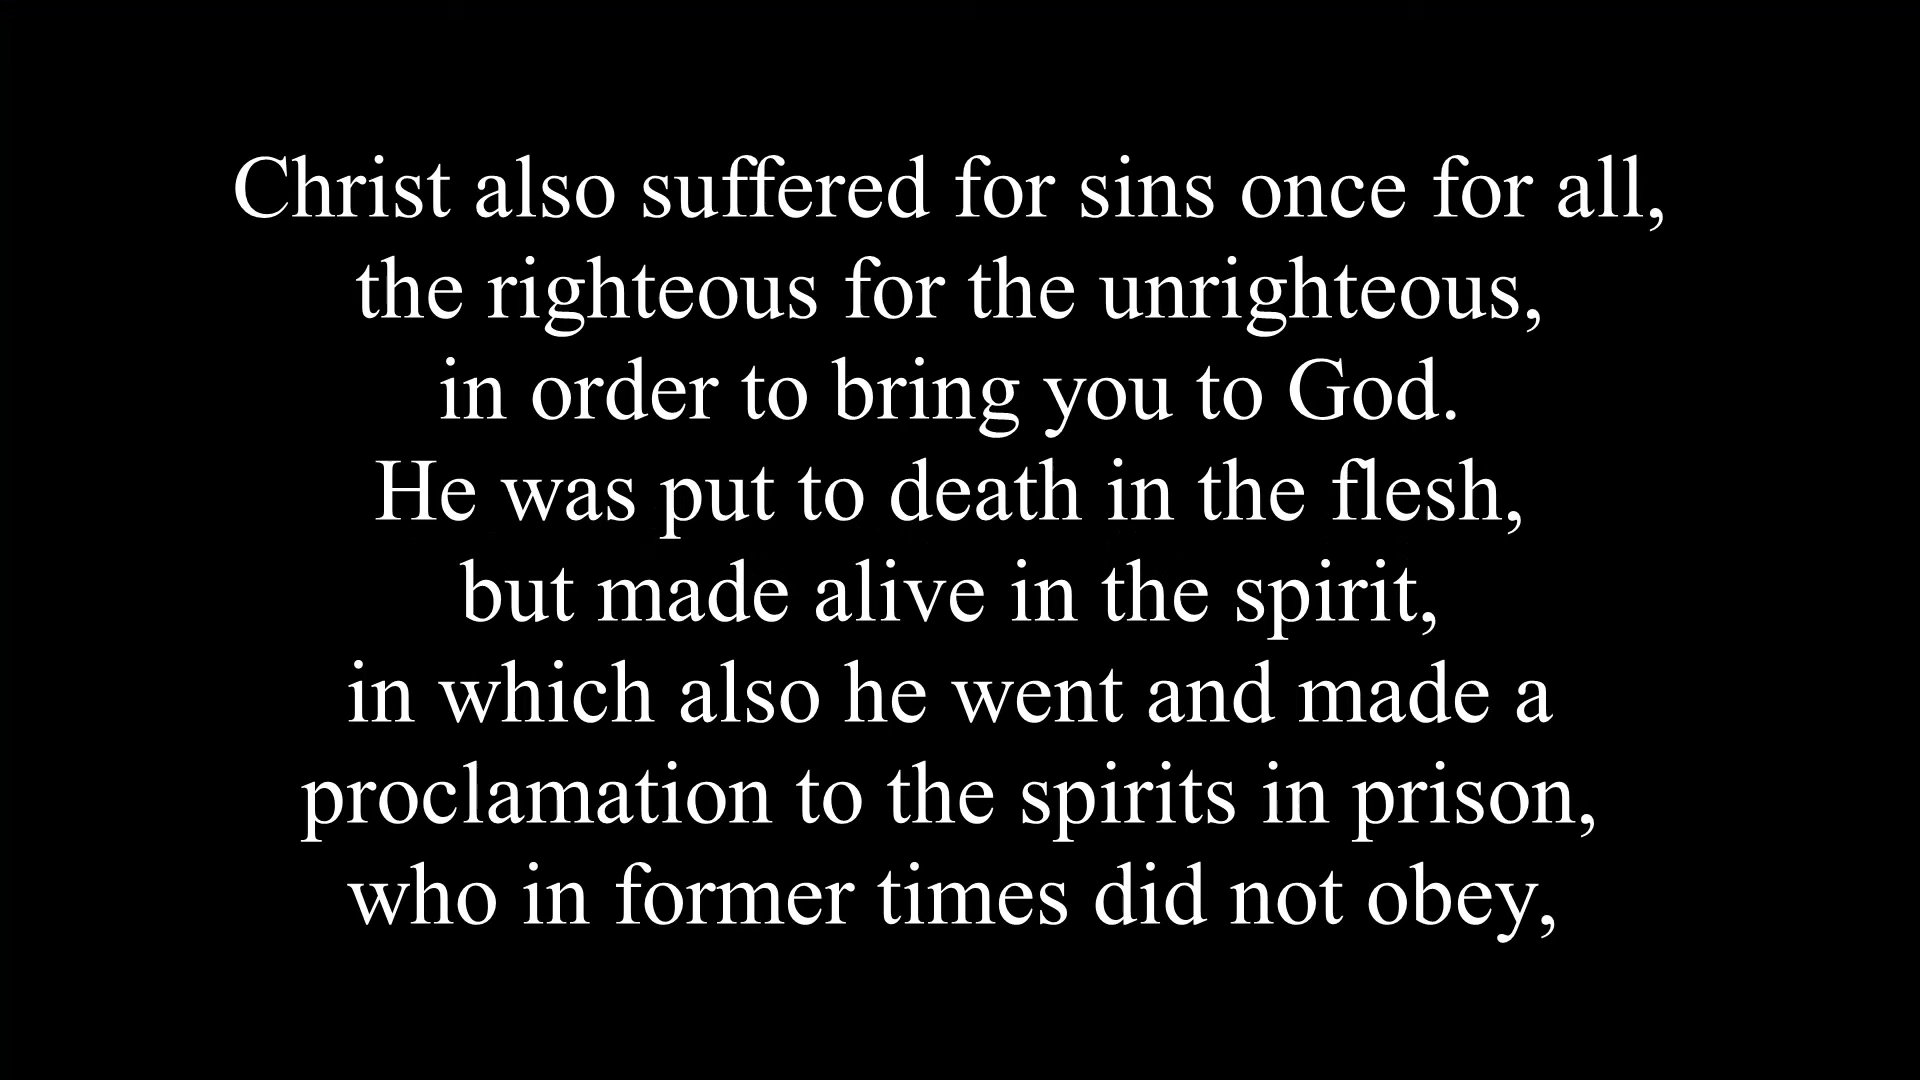 Christ also suffered for sins once for all,
the righteous for the unrighteous,
in order to bring you to God.
He was put to death in the flesh,
but made alive in the spirit,
in which also he went and made a
proclamation to the spirits in prison,
who in former times did not obey,